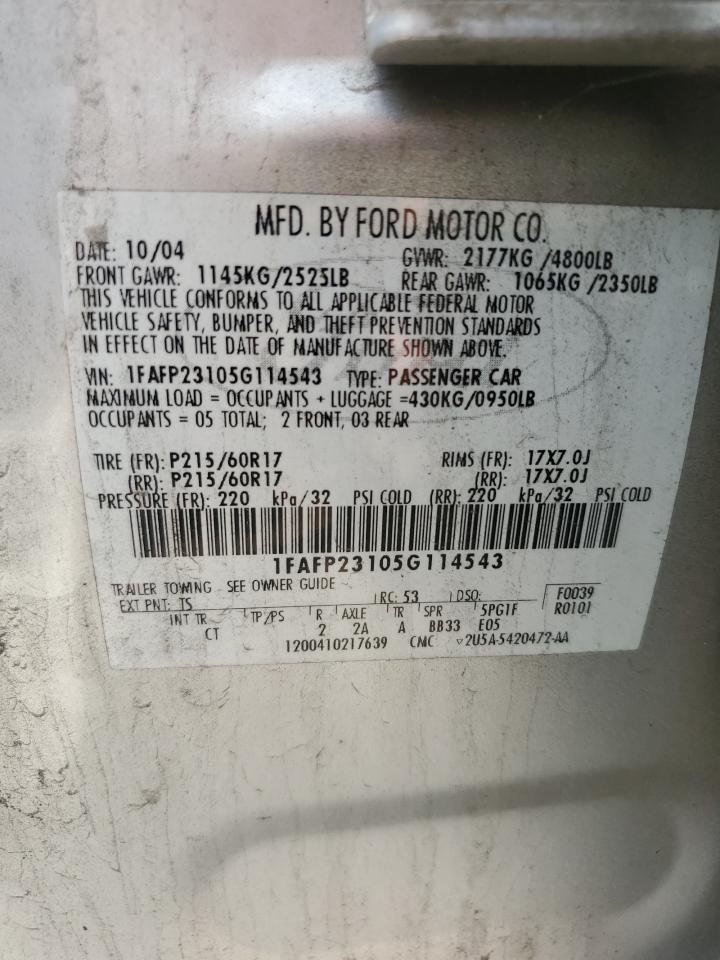 MFD. BY FORD MOTOR CO.
DATE: 10/04 GVWR: 2177KG /4800LB
FRONT GAWR: 1145KG/2525LB REAR GAWR: 1065KG /2350LB
THIS VEHICLE CONFORMS TO ALL APPLICABLE FEDERAL MOTOR
VEHICLE SAFETY, BUMPER, AND THEFT PREVENTION STANDARDS
IN EFFECT ON THE DATE OF MANUFACTURE SHOWN ABOVE.
VIN: 1FAFP23105G114543 TYPE: PASSENGER CAR
MAXIMUM LOAD = OCCUPANTS + LUGGAGE =430KG/0950LB
OCCUPANTS = 05 TOTAL; 2 FRONT, 03 REAR
TIRE (FR): P215/60R17 RIMS (FR): 17X7.0J
(RR): P215/60R17 (RR): 17X7.0J
PRESSURE (FR): 220 kPa/32 PSI COLD (RR): 220 kPa/32 PSI COLD
1FAFP23105G114543
TRAILER TOWING SEE OWNER GUIDE
EXT PNT: TS RC: 53 DSO: F0039
INT TR TP/PS R AXLE TR SPR 5PG1F R0101
CT 2 2A A BB33 E05
1200410217639 CMC ▽2U5A-5420472-AA